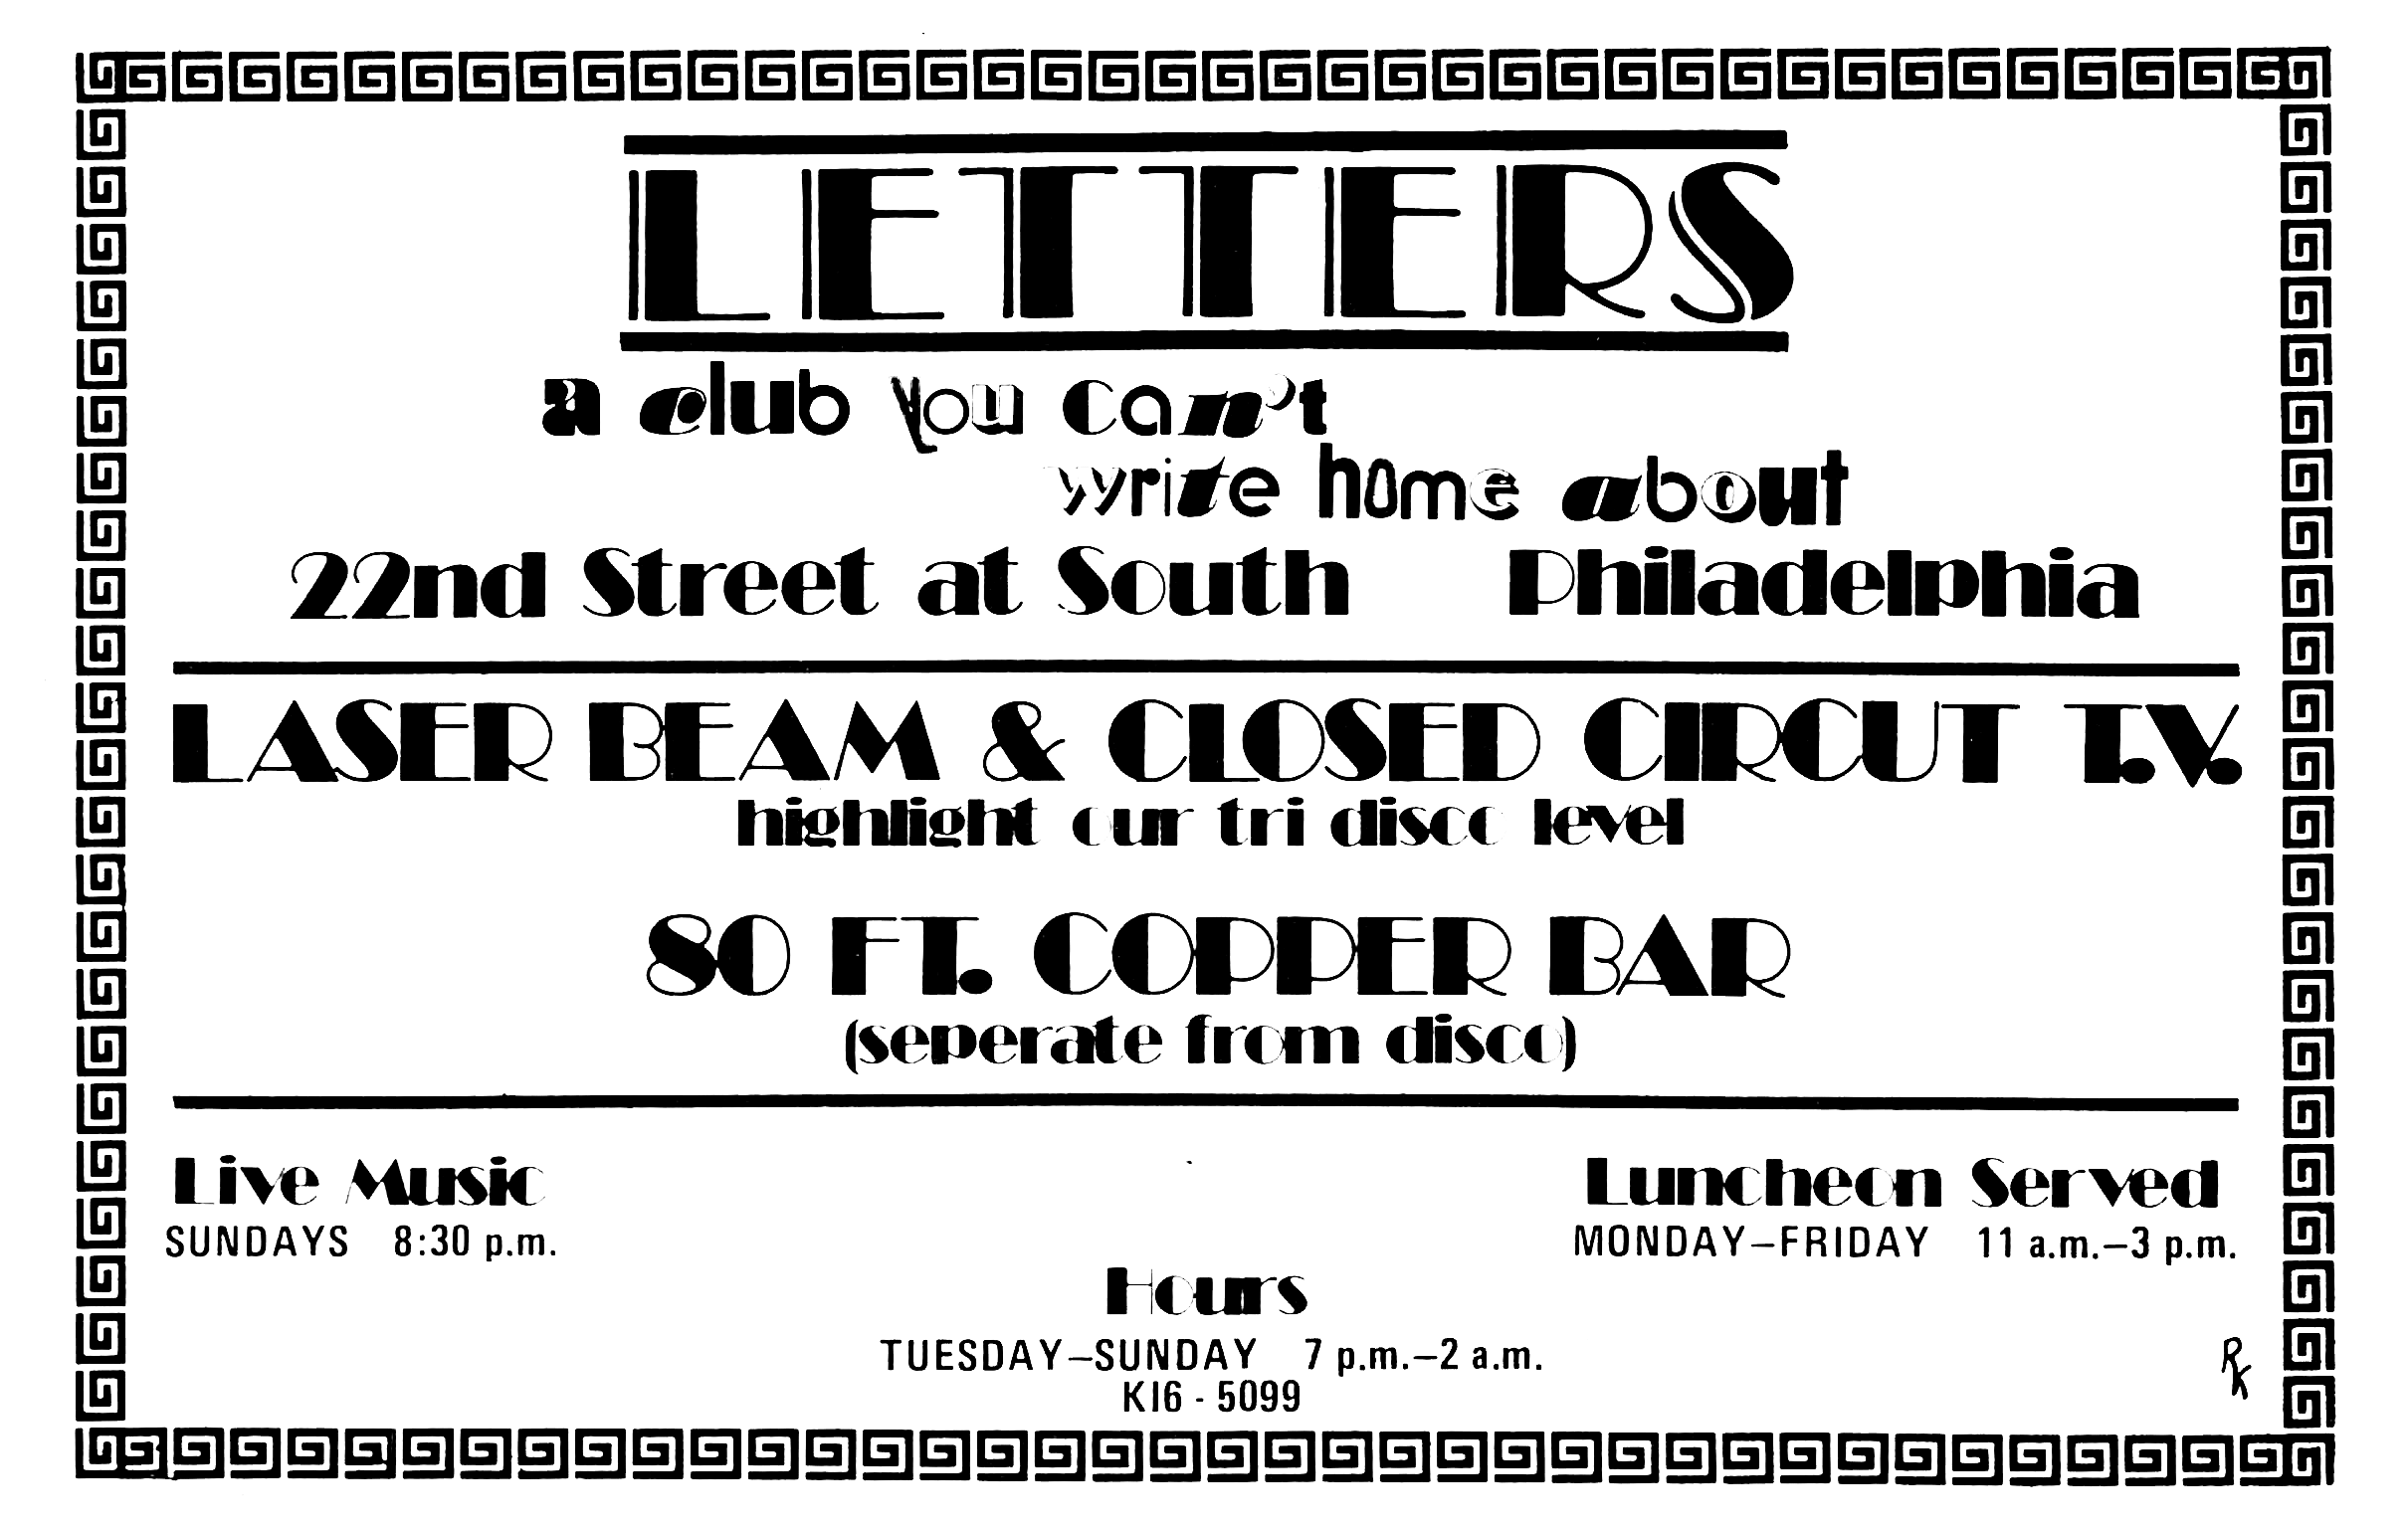 LETTERS
a club you can't
write home about
22nd Street at South Philadelphia
LASER BEAM & CLOSED CIRCUT T.V.
highlight our tri disco level
80 FT. COPPER BAR
(seperate from disco)
Live Music
SUNDAYS 8:30 p.m.
Luncheon Served
MONDAY–FRIDAY 11 a.m.–3 p.m.
Hours
TUESDAY–SUNDAY 7 p.m.–2 a.m.
KI6 - 5099
RK